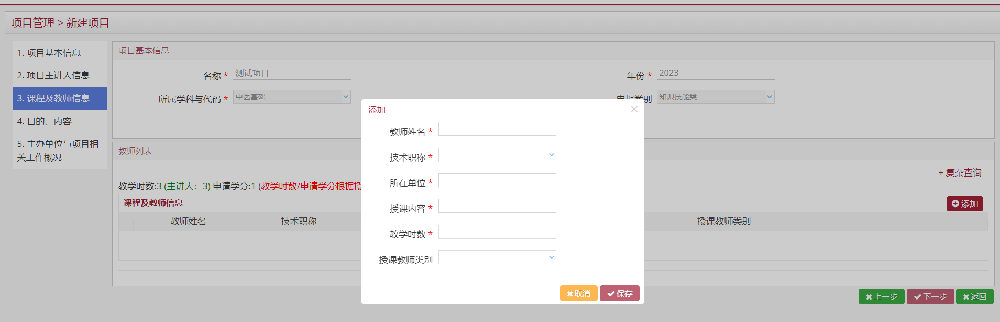 项目管理 > 新建项目
1. 项目基本信息
2. 项目主讲人信息
3. 课程及教师信息
4. 目的、内容
5. 主办单位与项目相
关工作概况
项目基本信息
名称 * 测试项目
年份 * 2023
所属学科与代码 * 中医基础
申报类别 知识技能类
教师列表
+ 复杂查询
教学时数:3 (主讲人：3) 申请学分:1 (教学时数/申请学分根据授
课程及教师信息
添加
教师姓名 技术职称 授课教师类别
添加
教师姓名 *
技术职称 *
所在单位 *
授课内容 *
教学时数 *
授课教师类别
取消 保存
上一步 下一步 返回